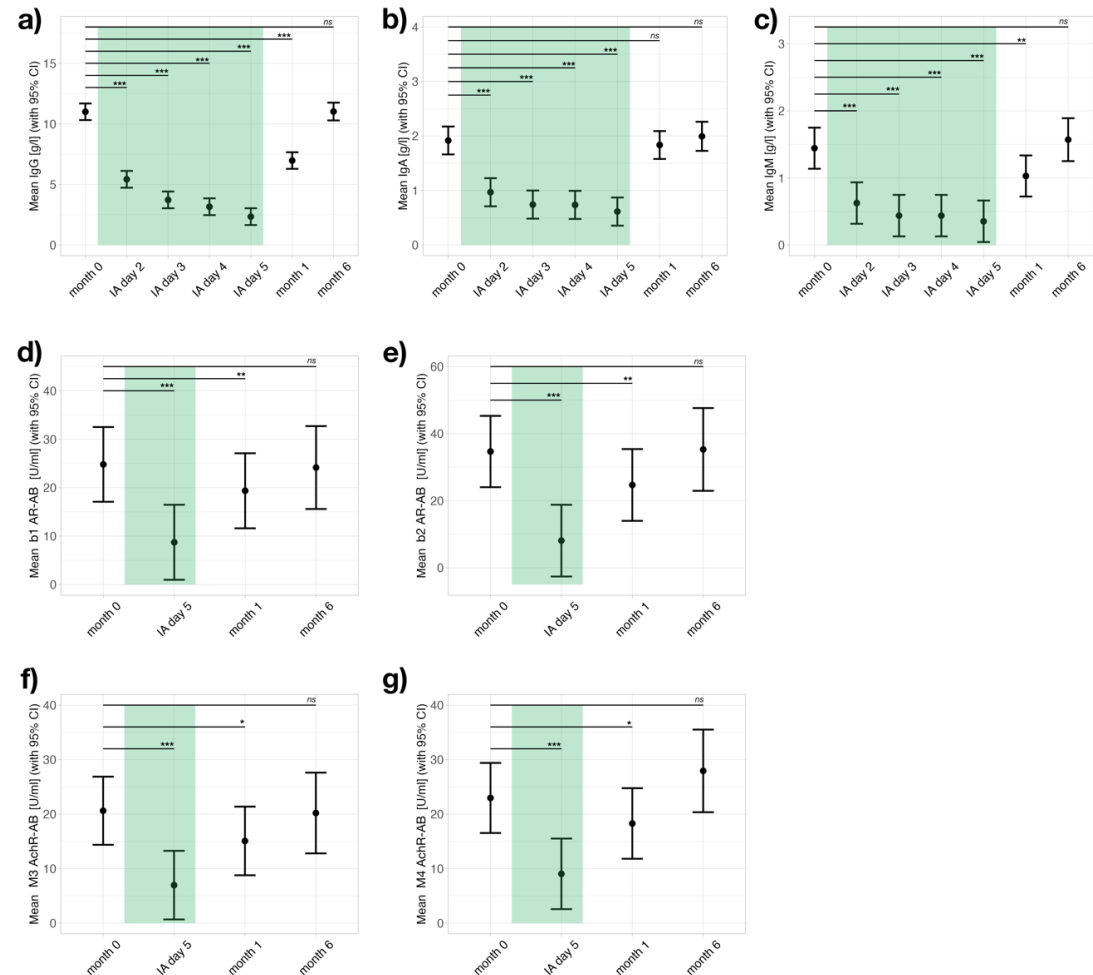 a)
Mean IgG [g/l] (with 95% CI)
15
10
5
0
ns
***
***
***
***
***
month 0
IA day 2
IA day 3
IA day 4
IA day 5
month 1
month 6
b)
Mean IgA [g/l] (with 95% CI)
4
3
2
1
0
ns
ns
***
***
***
***
month 0
IA day 2
IA day 3
IA day 4
IA day 5
month 1
month 6
c)
Mean IgM [g/l] (with 95% CI)
3
2
1
0
ns
**
***
***
***
***
month 0
IA day 2
IA day 3
IA day 4
IA day 5
month 1
month 6
d)
Mean b1 AR-AB [U/ml] (with 95% CI)
40
30
20
10
0
ns
**
***
month 0
IA day 5
month 1
month 6
e)
Mean b2 AR-AB [U/ml] (with 95% CI)
60
40
20
0
ns
**
***
month 0
IA day 5
month 1
month 6
f)
Mean M3 AchR-AB [U/ml] (with 95% CI)
40
30
20
10
0
ns
*
***
month 0
IA day 5
month 1
month 6
g)
Mean M4 AchR-AB [U/ml] (with 95% CI)
40
30
20
10
0
ns
*
***
month 0
IA day 5
month 1
month 6